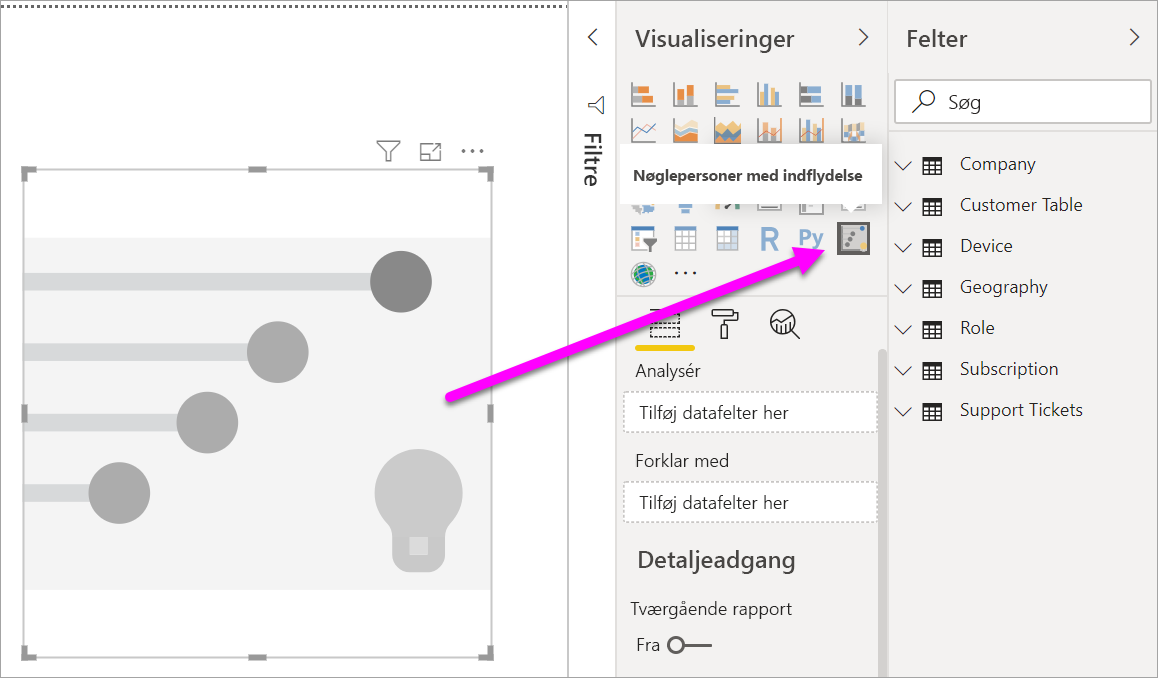 Filtre
Visualiseringer
Nøglepersoner med indflydelse
R Py
Analysér
Tilføj datafelter her
Forklar med
Tilføj datafelter her
Detaljeadgang
Tværgående rapport
Fra
Felter
Søg
Company
Customer Table
Device
Geography
Role
Subscription
Support Tickets